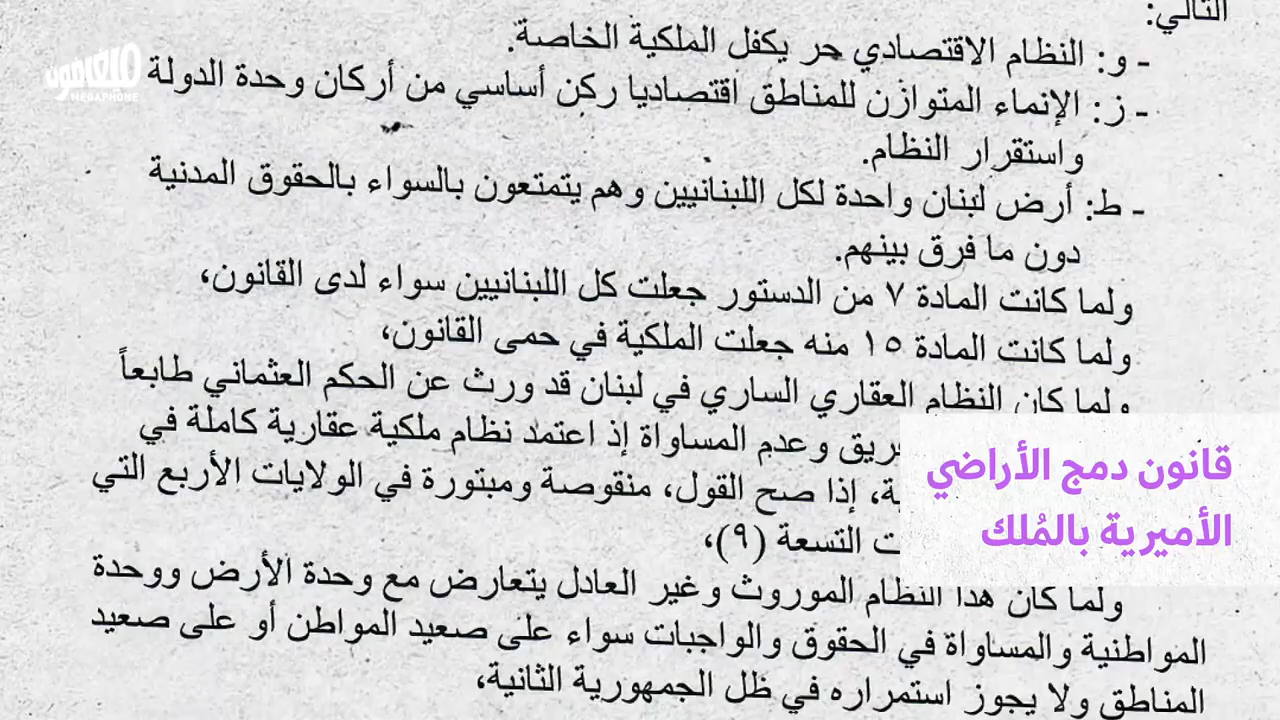 التالي:
- و: النظام الاقتصادي حر يكفل الملكية الخاصة.
- ز: الإنماء المتوازن للمناطق اقتصاديا ركن أساسي من أركان وحدة الدولة
واستقرار النظام.
- ط: أرض لبنان واحدة لكل اللبنانيين وهم يتمتعون بالسواء بالحقوق المدنية
دون ما فرق بينهم.
ولما كانت المادة ٧ من الدستور جعلت كل اللبنانيين سواء لدى القانون،
ولما كانت المادة ١٥ منه جعلت الملكية في حمى القانون،
ولما كان النظام العقاري الساري في لبنان قد ورث عن الحكم العثماني طابعاً
وعدم المساواة إذ اعتمد نظام ملكية عقارية كاملة في
إذا صح القول، منقوصة ومبتورة في الولايات الأربع التي
التسعة (٩)،
ولما كان هذا النظام الموروث وغير العادل يتعارض مع وحدة الأرض ووحدة
المواطنية والمساواة في الحقوق والواجبات سواء على صعيد المواطن أو على صعيد
المناطق ولا يجوز استمراره في ظل الجمهورية الثانية،
قانون دمج الأراضي
الأميرية بالمُلك
ميغافون
MEGAPHONE